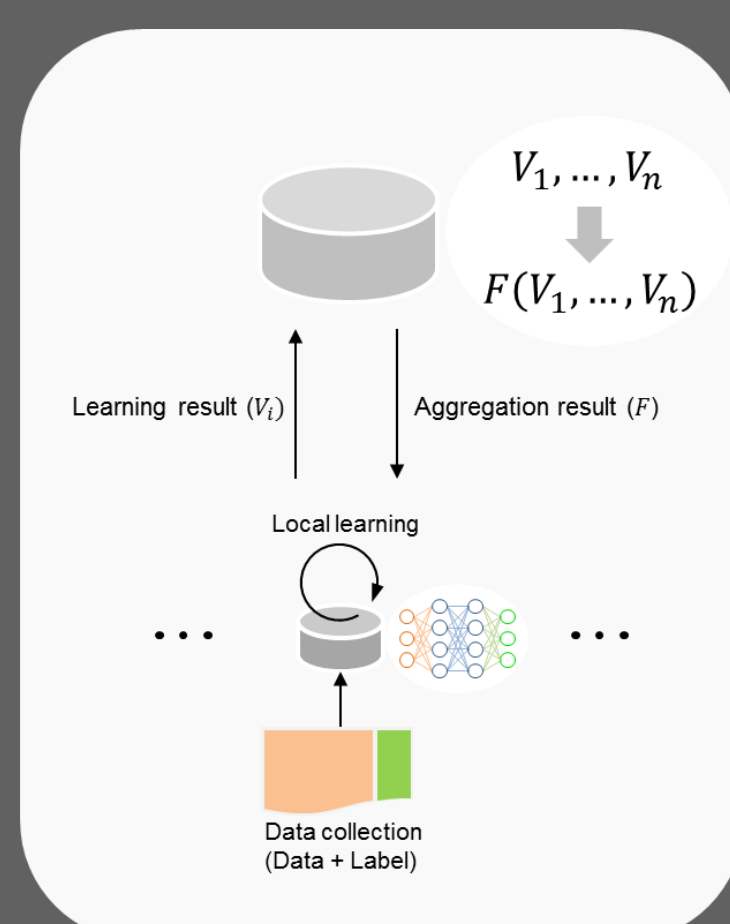 V₁, ... , Vₙ
F(V₁, ... , Vₙ)
Learning result (Vᵢ)
Aggregation result (F)
Local learning
Data collection
(Data + Label)